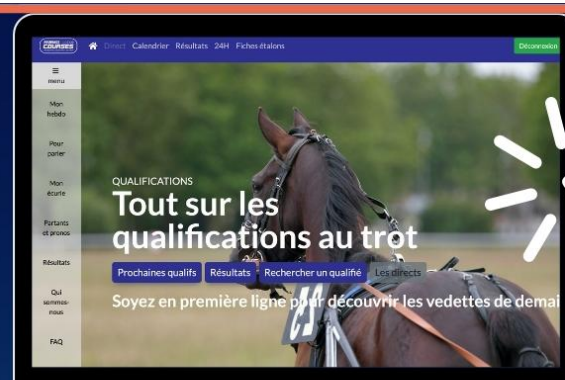 COURSES
Direct Calendrier Résultats 24H Fiches étalons
Déconnexion
menu
Mon
hebdo
Pour
parier
Mon
écurie
Partants
et pronos
Résultats
Qui
sommes-
nous
FAQ
QUALIFICATIONS
Tout sur les
qualifications au trot
Prochaines qualifs Résultats Rechercher un qualifié Les directs
Soyez en première ligne pour découvrir les vedettes de demai